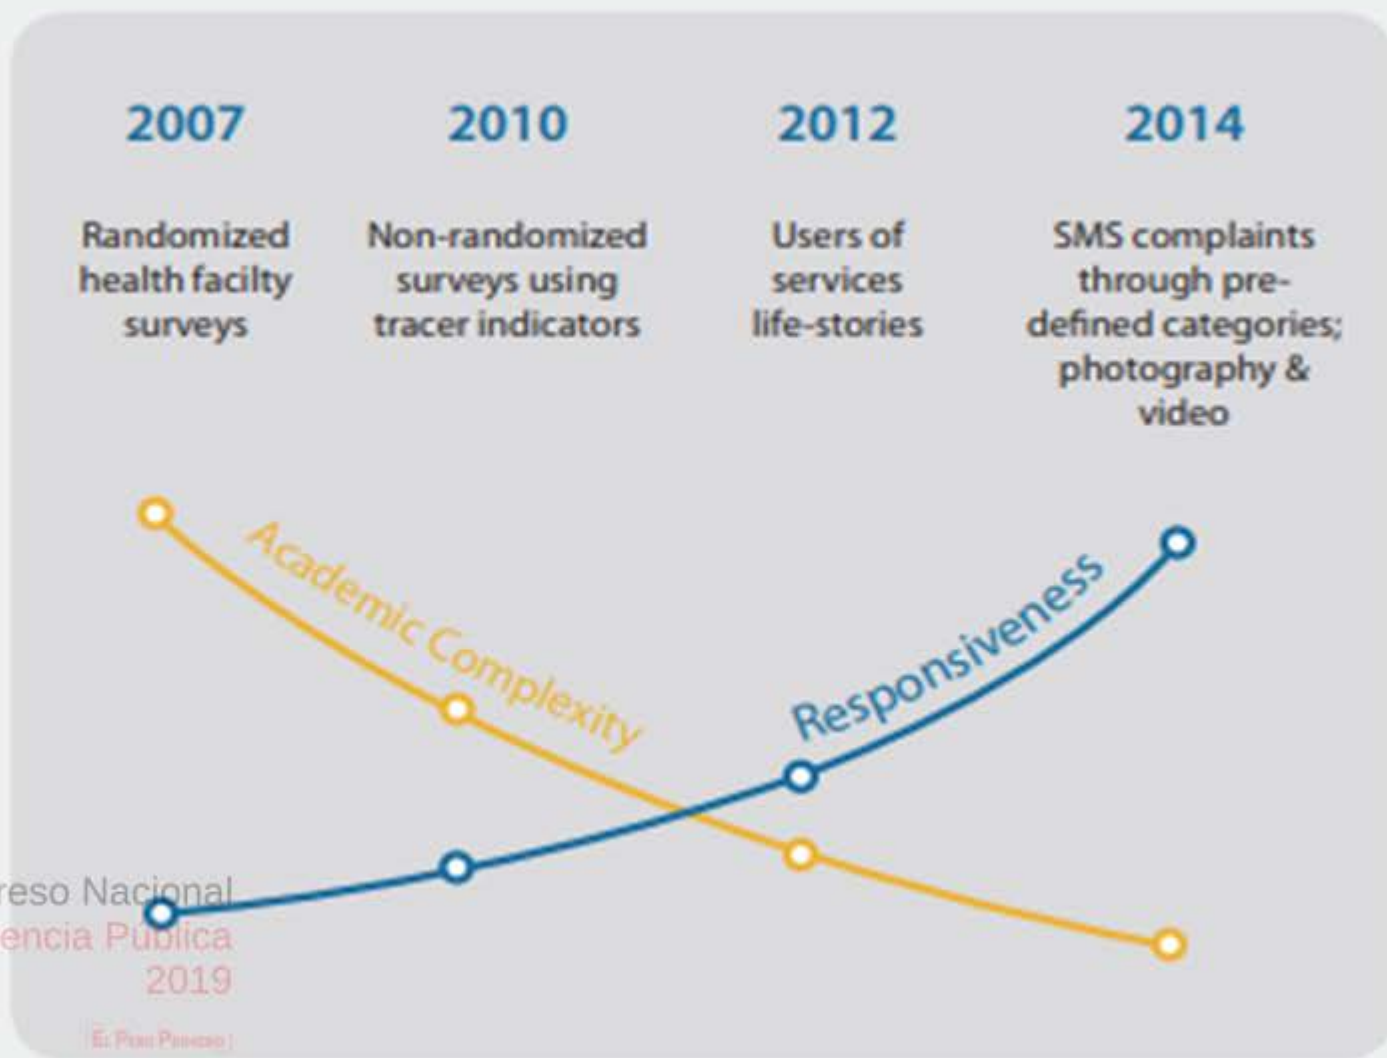 2007
2010
2012
2014
Randomized
health facilty
surveys
Non-randomized
surveys using
tracer indicators
Users of
services
life-stories
SMS complaints
through pre-
defined categories;
photography &
video
Academic Complexity
Responsiveness
reso Nacional
encia Pública
2019